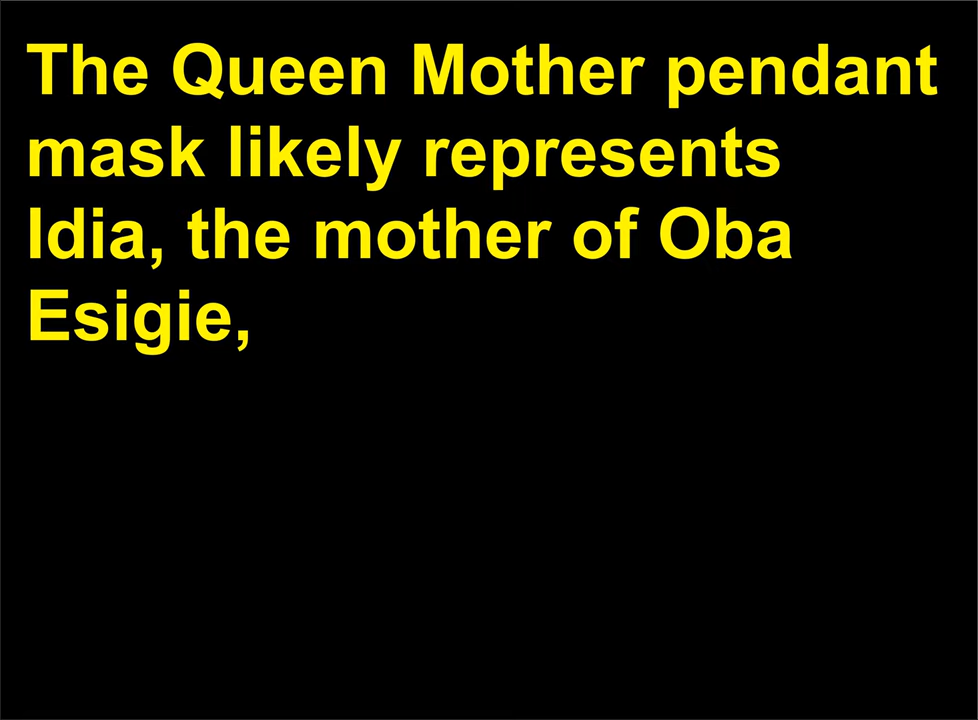 The Queen Mother pendant
mask likely represents
Idia, the mother of Oba
Esigie,